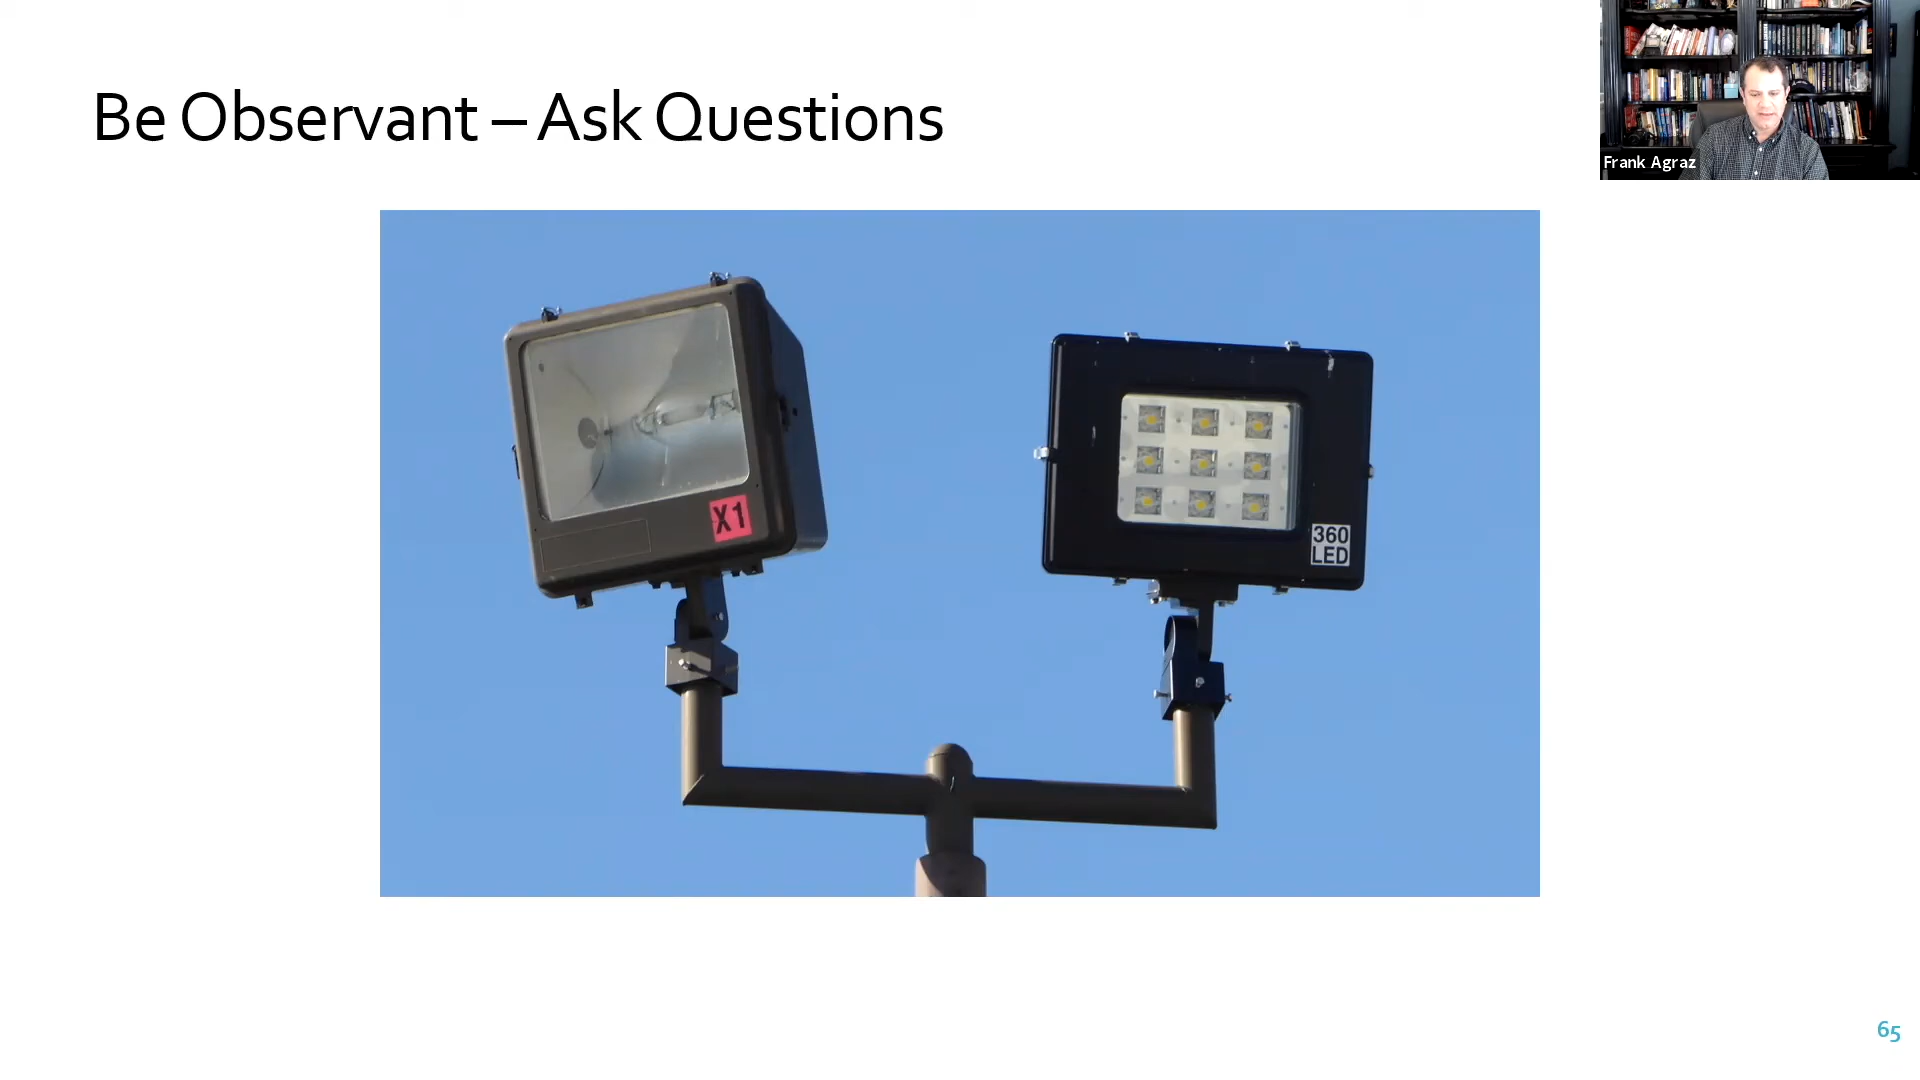 Be Observant – Ask Questions
Frank Agraz
X1
360
LED
65